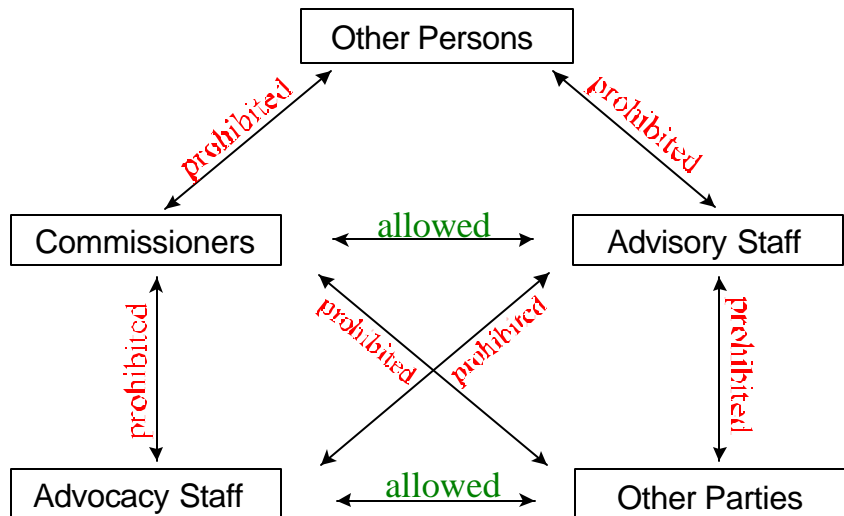 Other Persons
prohibited
prohibited
Commissioners
allowed
Advisory Staff
prohibited
prohibited
prohibited
prohibited
Advocacy Staff
allowed
Other Parties